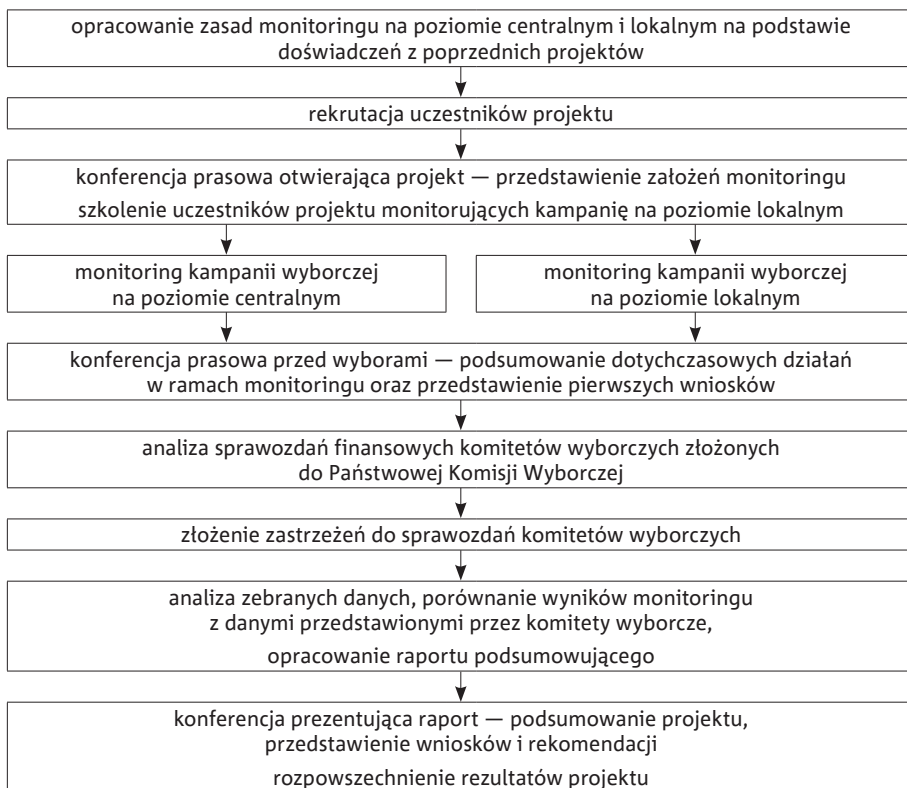 opracowanie zasad monitoringu na poziomie centralnym i lokalnym na podstawie
doświadczeń z poprzednich projektów
rekrutacja uczestników projektu
konferencja prasowa otwierająca projekt — przedstawienie założeń monitoringu
szkolenie uczestników projektu monitorujących kampanię na poziomie lokalnym
monitoring kampanii wyborczej
na poziomie centralnym
monitoring kampanii wyborczej
na poziomie lokalnym
konferencja prasowa przed wyborami — podsumowanie dotychczasowych działań
w ramach monitoringu oraz przedstawienie pierwszych wniosków
analiza sprawozdań finansowych komitetów wyborczych złożonych
do Państwowej Komisji Wyborczej
złożenie zastrzeżeń do sprawozdań komitetów wyborczych
analiza zebranych danych, porównanie wyników monitoringu
z danymi przedstawionymi przez komitety wyborcze,
opracowanie raportu podsumowującego
konferencja prezentująca raport — podsumowanie projektu,
przedstawienie wniosków i rekomendacji
rozpowszechnienie rezultatów projektu